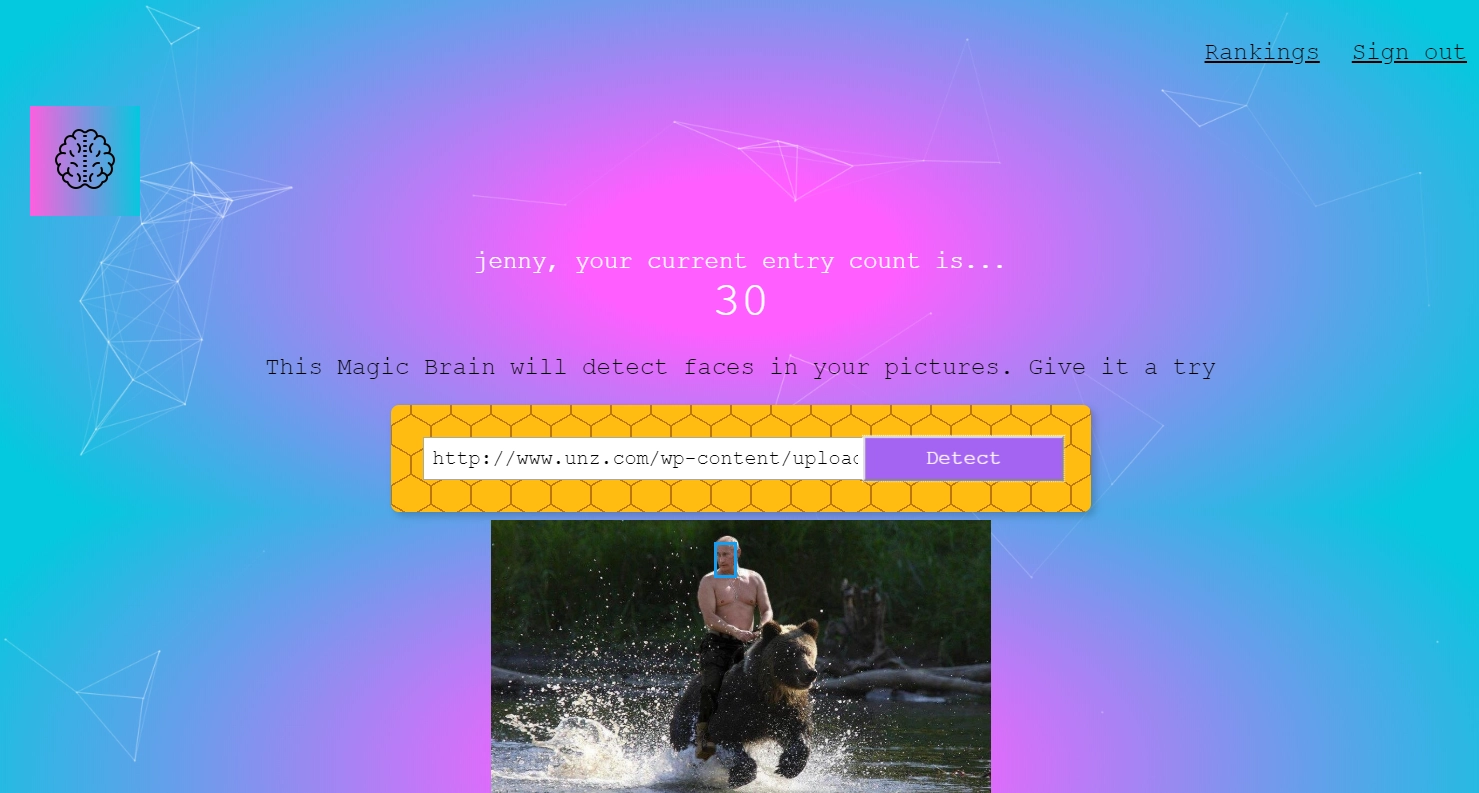 Rankings Sign out
jenny, your current entry count is...
30
This Magic Brain will detect faces in your pictures. Give it a try
http://www.unz.com/wp-content/upload Detect